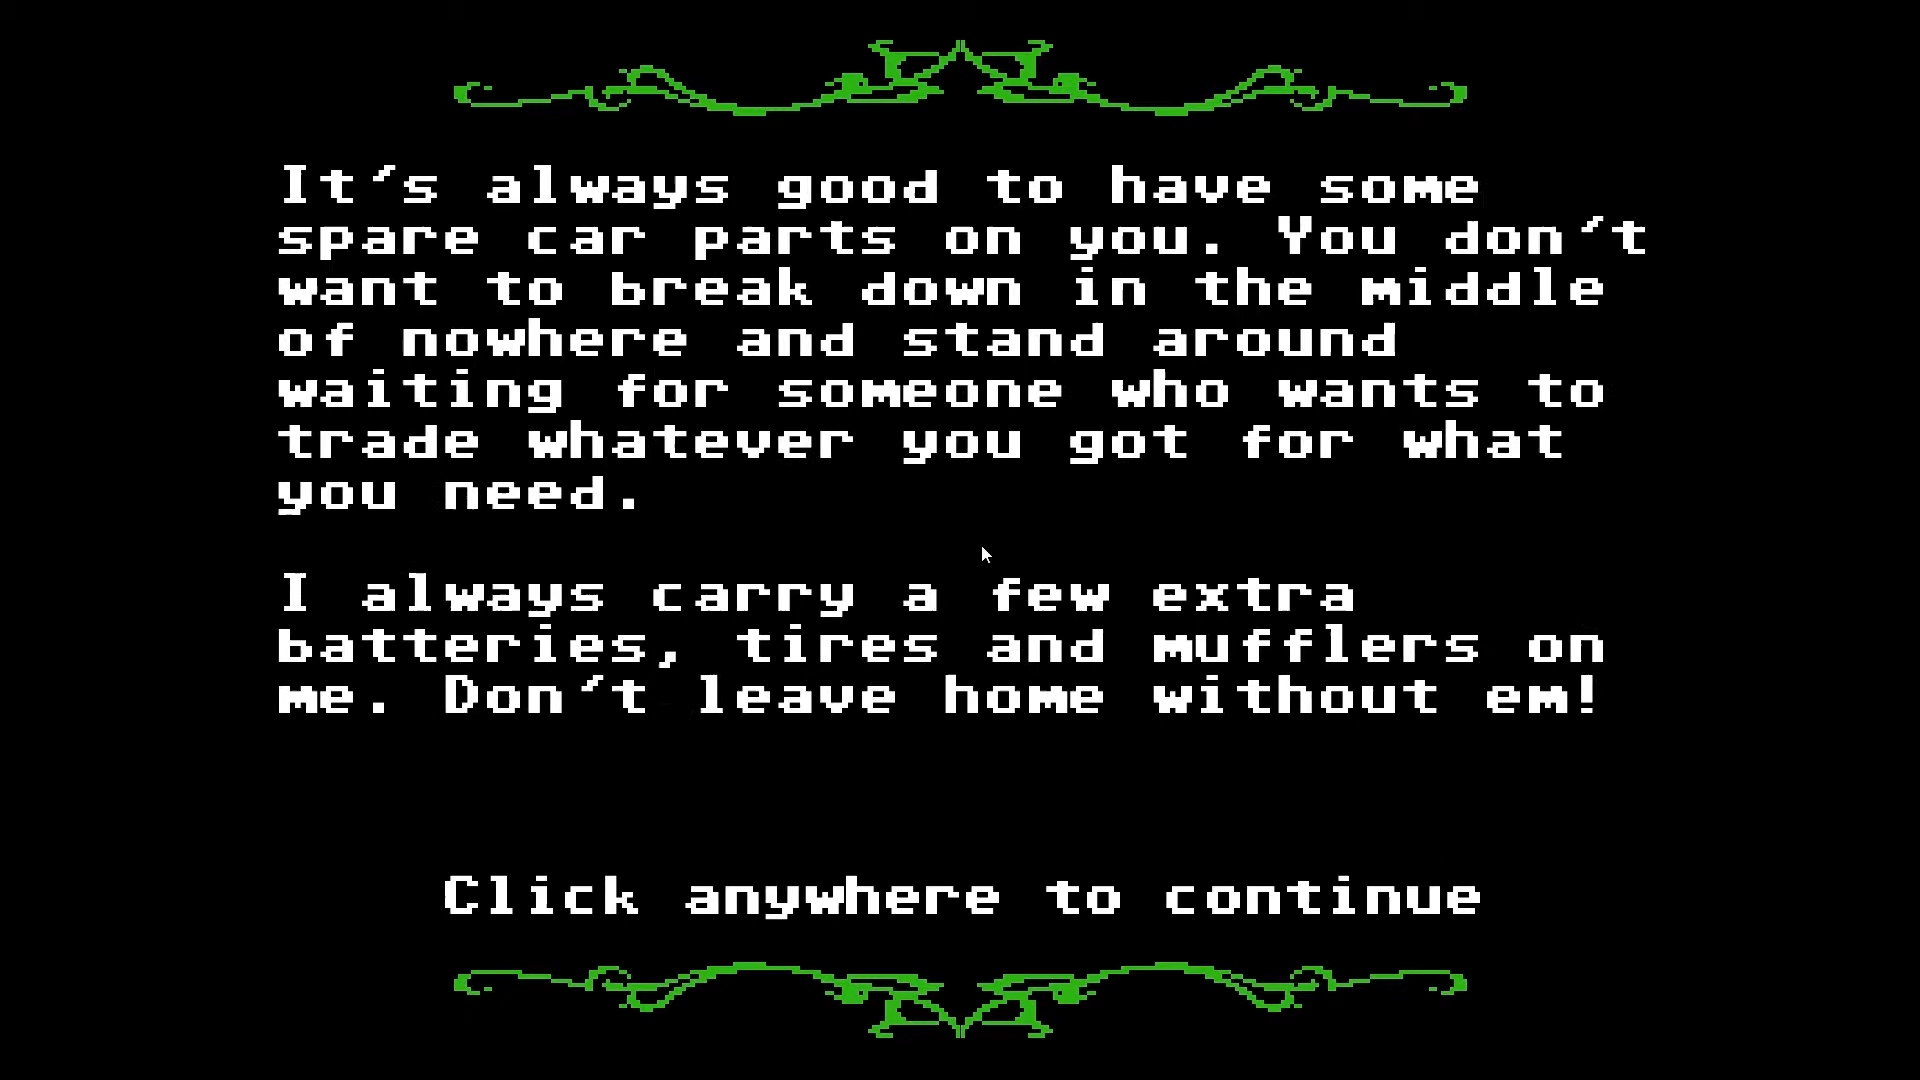 It's always good to have some
spare car parts on you. You don't
want to break down in the middle
of nowhere and stand around
waiting for someone who wants to
trade whatever you got for what
you need.
I always carry a few extra
batteries, tires and mufflers on
me. Don't leave home without em!
Click anywhere to continue